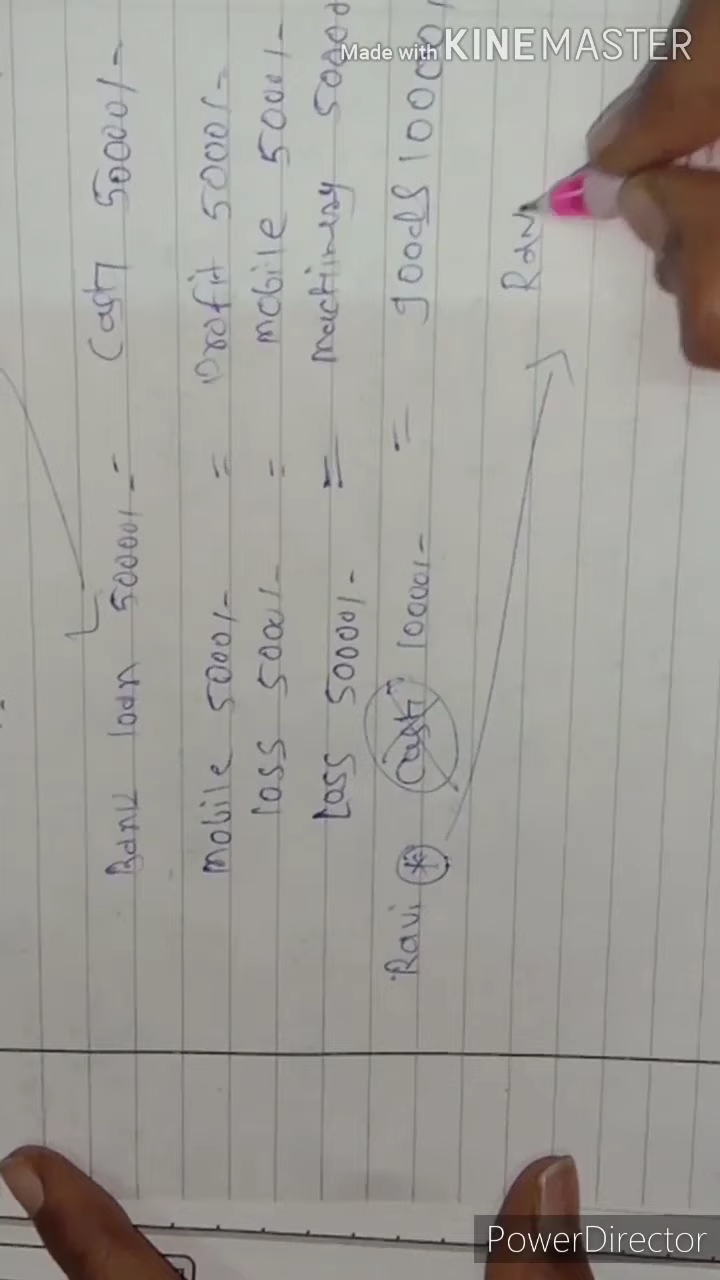 Made with KINEMASTER
Bank loan 50000/- = Cash 50000/-
Mobile 5000/- = Profit 5000/-
Loss 5000/- = Mobile 5000/-
Loss 50000/- = Machinery 50000
Ravi * Cash 10000/- = goods 10000/
Rav
PowerDirector